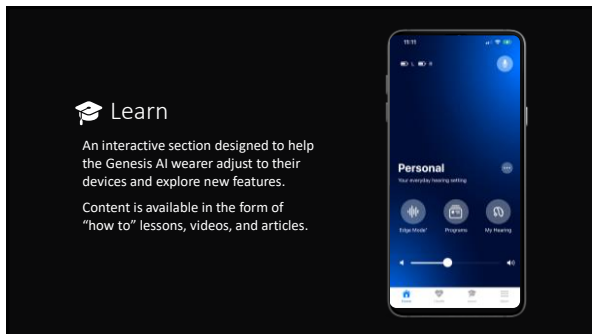 Learn
An interactive section designed to help
the Genesis AI wearer adjust to their
devices and explore new features.
Content is available in the form of
“how to” lessons, videos, and articles.
11:11
L R
Personal
Your everyday hearing setting
Edge Mode+ Programs My Hearing